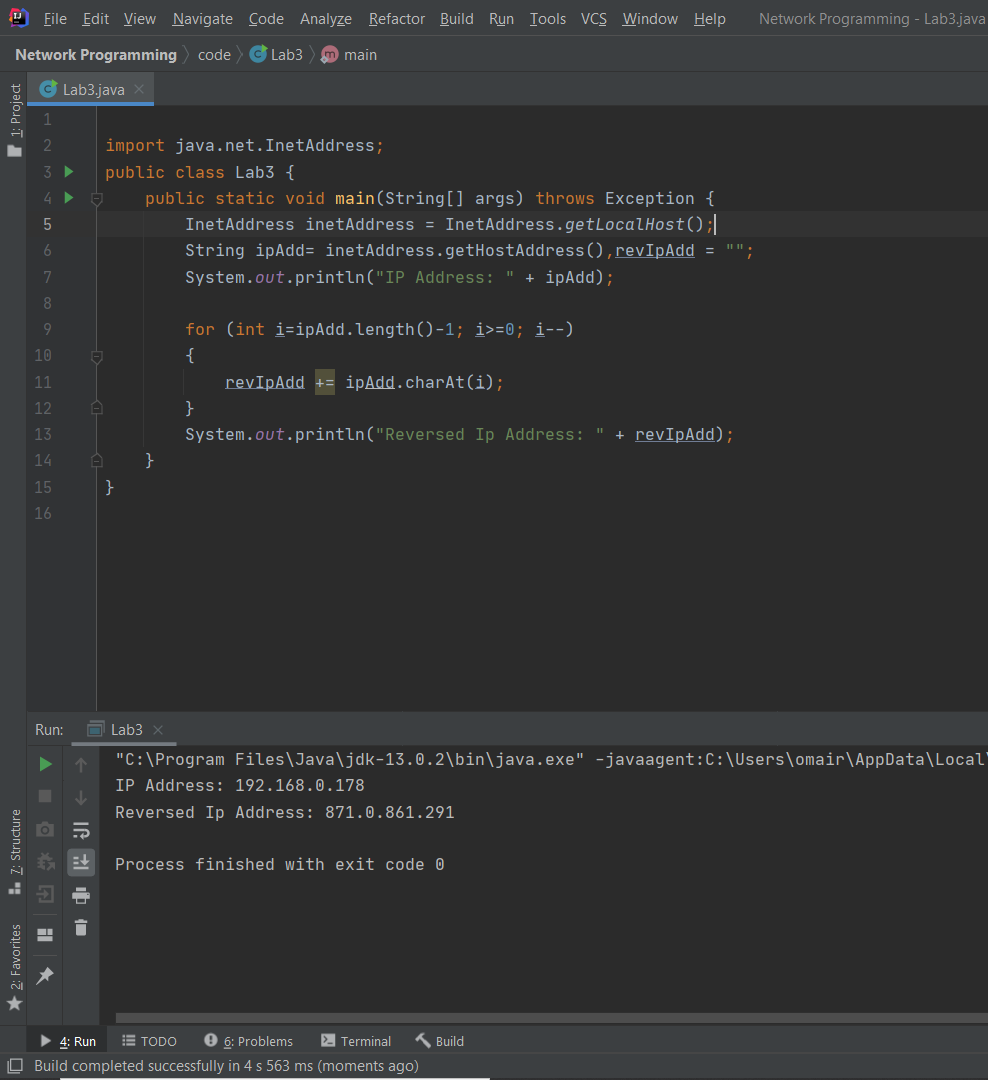 File Edit View Navigate Code Analyze Refactor Build Run Tools VCS Window Help Network Programming - Lab3.java
Network Programming code Lab3 main
1: Project
Lab3.java
1
2 import java.net.InetAddress;
3 public class Lab3 {
4 public static void main(String[] args) throws Exception {
5 InetAddress inetAddress = InetAddress.getLocalHost();
6 String ipAdd= inetAddress.getHostAddress(),revIpAdd = "";
7 System.out.println("IP Address: " + ipAdd);
8
9 for (int i=ipAdd.length()-1; i>=0; i--)
10 {
11 revIpAdd += ipAdd.charAt(i);
12 }
13 System.out.println("Reversed Ip Address: " + revIpAdd);
14 }
15 }
16
Run: Lab3
"C:\Program Files\Java\jdk-13.0.2\bin\java.exe" -javaagent:C:\Users\omair\AppData\Local\
IP Address: 192.168.0.178
Reversed Ip Address: 871.0.861.291
Process finished with exit code 0
7: Structure
2: Favorites
4: Run TODO 6: Problems Terminal Build
Build completed successfully in 4 s 563 ms (moments ago)